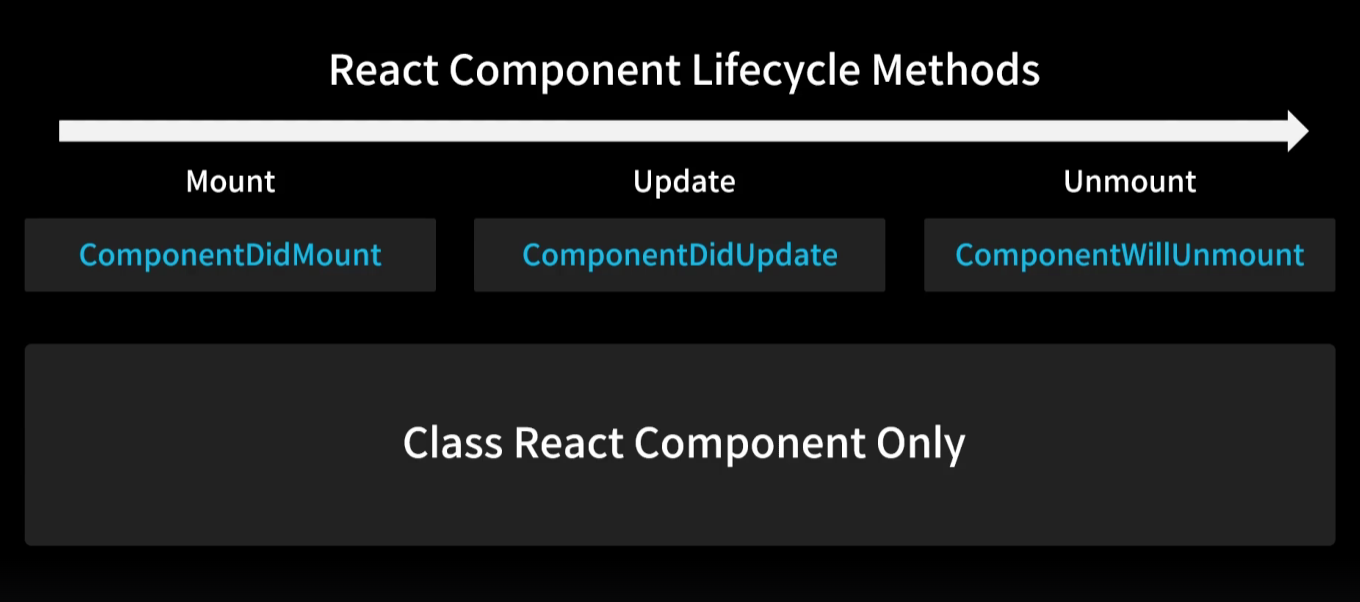 React Component Lifecycle Methods
Mount
Update
Unmount
ComponentDidMount
ComponentDidUpdate
ComponentWillUnmount
Class React Component Only